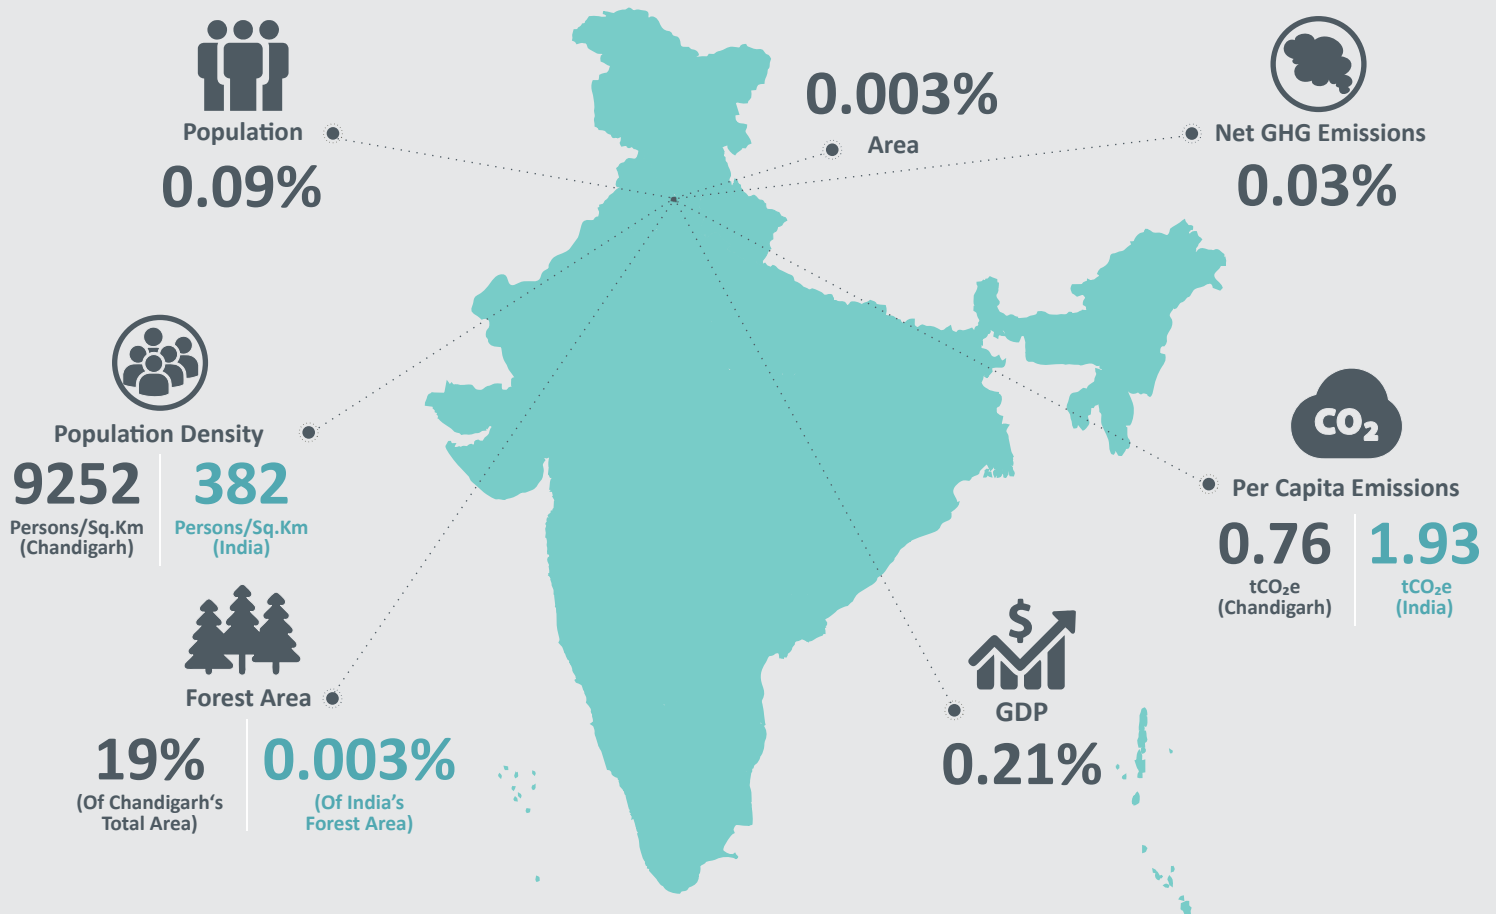 Population
0.09%
0.003%
Area
Net GHG Emissions
0.03%
Population Density
9252
Persons/Sq.Km
(Chandigarh)
382
Persons/Sq.Km
(India)
CO₂
Per Capita Emissions
0.76
tCO₂e
(Chandigarh)
1.93
tCO₂e
(India)
Forest Area
19%
(Of Chandigarh‘s
Total Area)
0.003%
(Of India’s
Forest Area)
$
GDP
0.21%